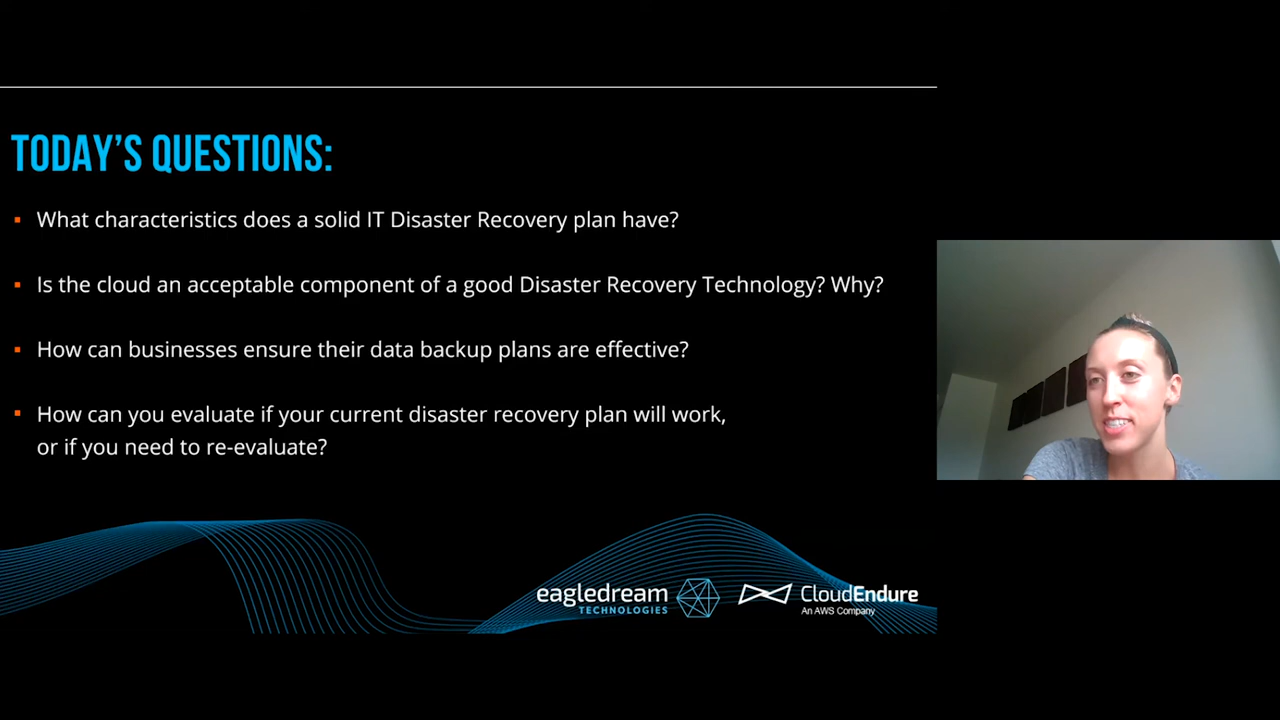 TODAY'S QUESTIONS:
▪ What characteristics does a solid IT Disaster Recovery plan have?
▪ Is the cloud an acceptable component of a good Disaster Recovery Technology? Why?
▪ How can businesses ensure their data backup plans are effective?
▪ How can you evaluate if your current disaster recovery plan will work,
or if you need to re-evaluate?
eagledream
TECHNOLOGIES
CloudEndure
An AWS Company